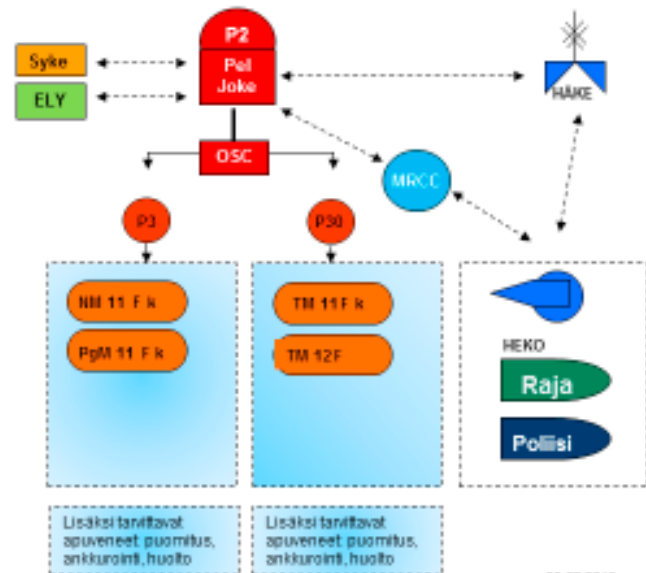 P2
Pel
Joke
Syke
ELY
HÄKE
OSC
MRCC
P3
P30
NM 11 F k
PgM 11 F k
TM 11 F k
TM 12 F
HEKO
Raja
Poliisi
Lisäksi tarvittavat
apuveneet: puomitus,
ankkurointi, huolto
Lisäksi tarvittavat
apuveneet: puomitus,
ankkurointi, huolto